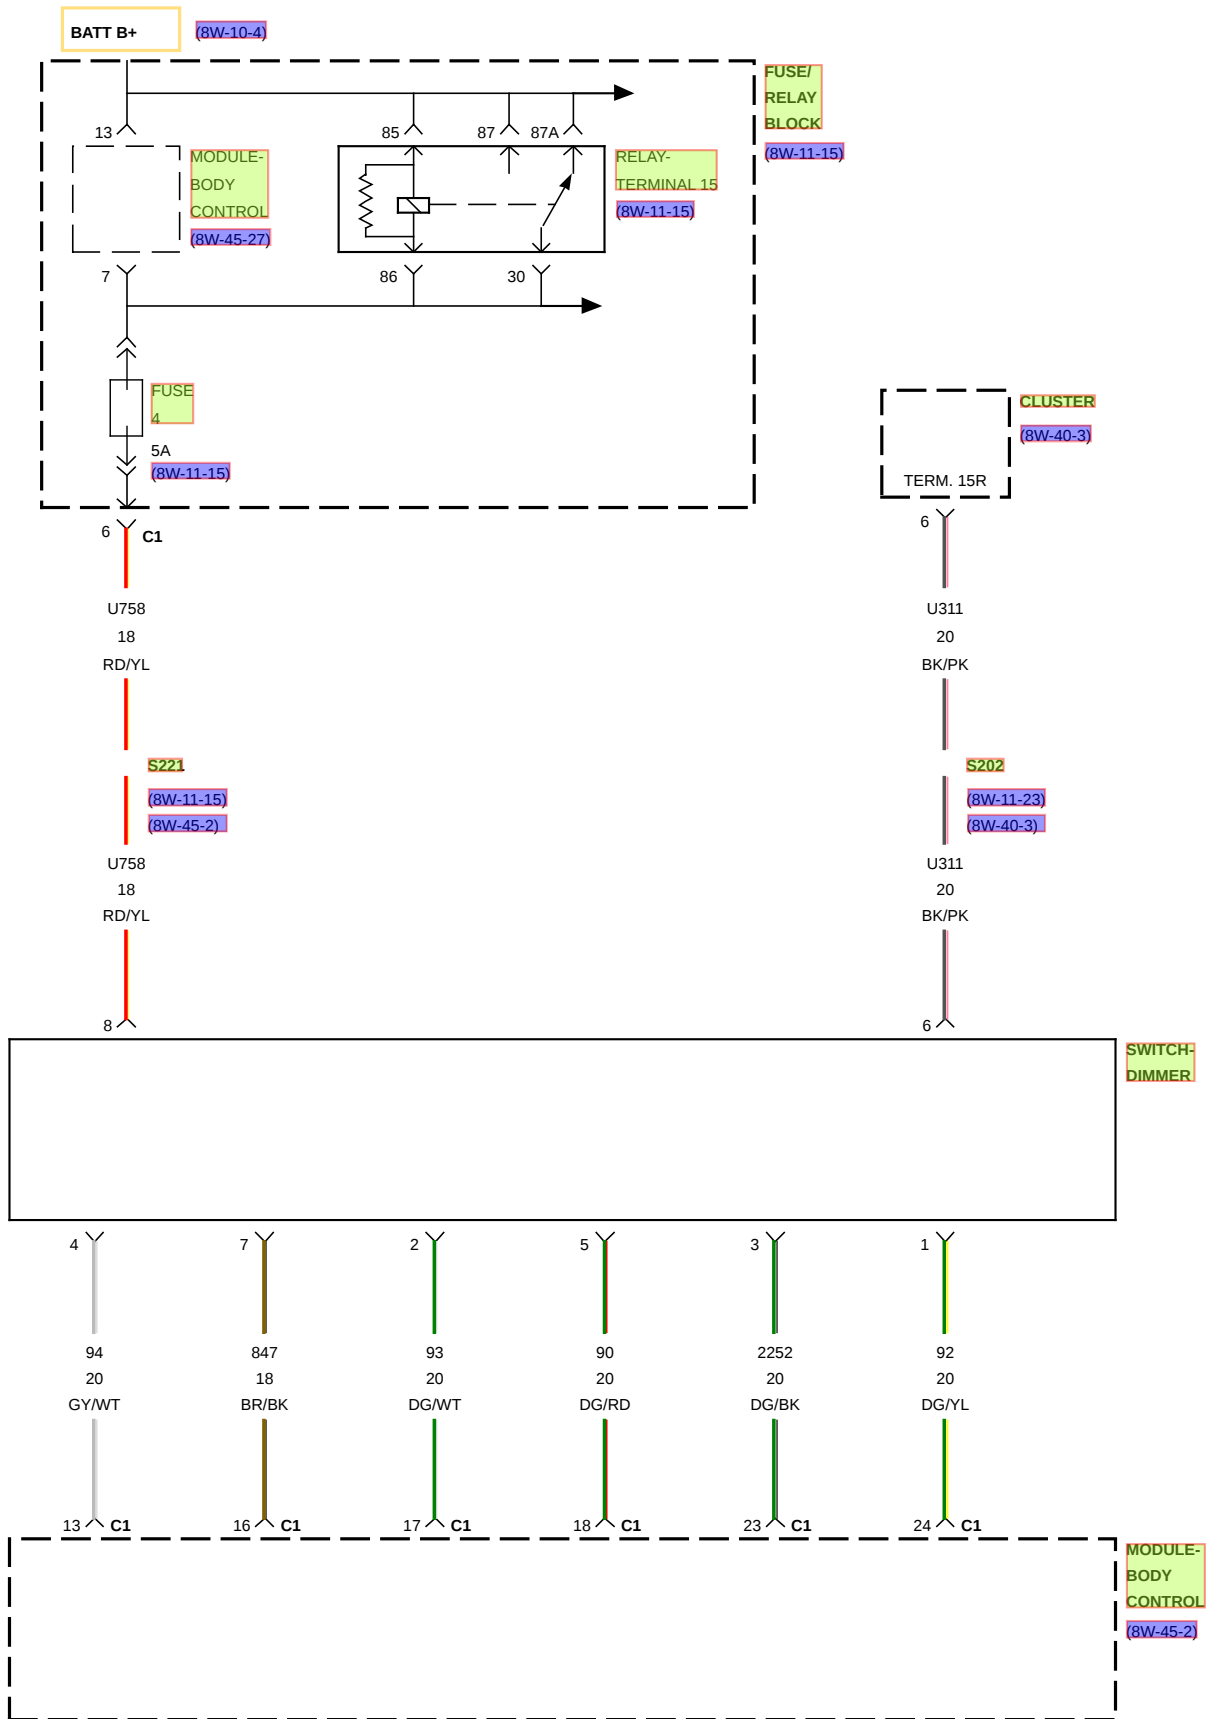 BATT B+
(8W-10-4)
FUSE/
RELAY
BLOCK
(8W-11-15)
13
85
87
87A
MODULE-
BODY
CONTROL
(8W-45-27)
RELAY-
TERMINAL 15
(8W-11-15)
7
86
30
FUSE
4
5A
(8W-11-15)
CLUSTER
(8W-40-3)
TERM. 15R
6
C1
6
U758
18
RD/YL
U311
20
BK/PK
S221
(8W-11-15)
(8W-45-2)
S202
(8W-11-23)
(8W-40-3)
U758
18
RD/YL
U311
20
BK/PK
8
6
SWITCH-
DIMMER
4
7
2
5
3
1
94
20
GY/WT
847
18
BR/BK
93
20
DG/WT
90
20
DG/RD
2252
20
DG/BK
92
20
DG/YL
13 C1
16 C1
17 C1
18 C1
23 C1
24 C1
MODULE-
BODY
CONTROL
(8W-45-2)